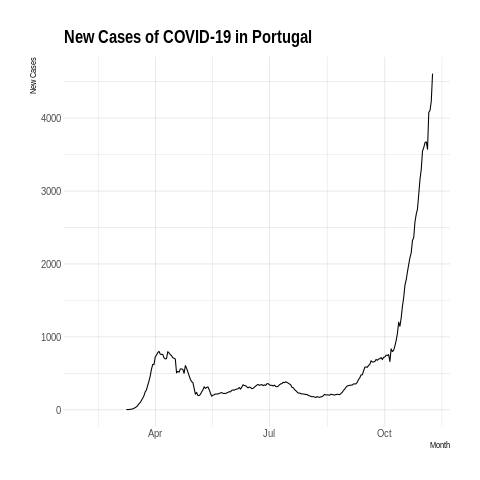 New Cases of COVID-19 in Portugal
New Cases
4000
3000
2000
1000
0
Apr
Jul
Oct
Month